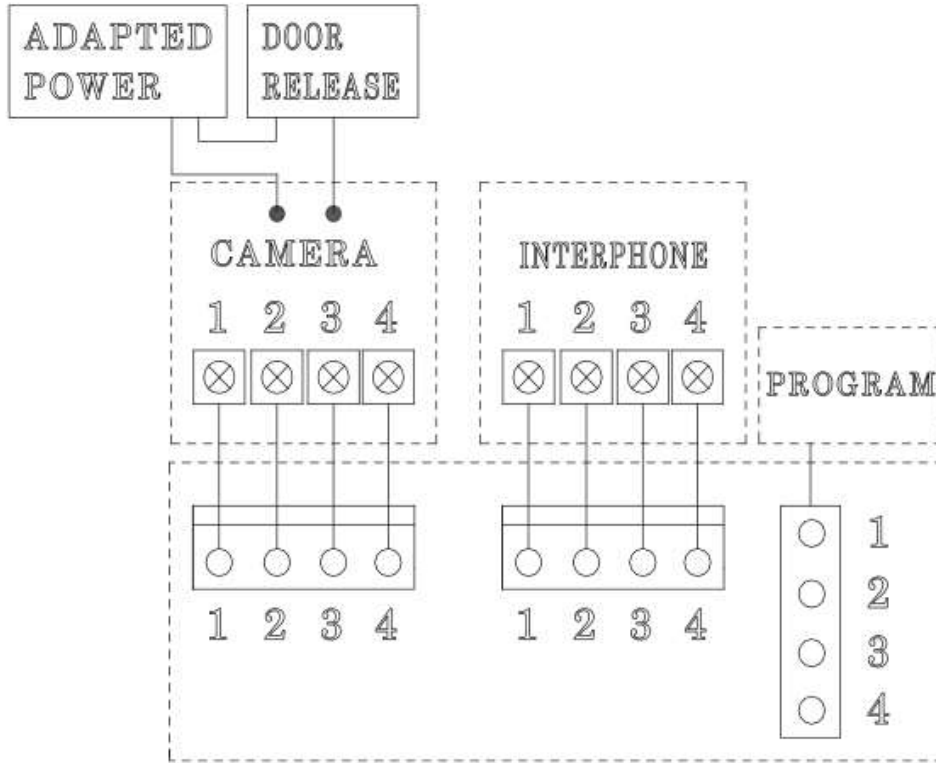 ADAPTED
POWER
DOOR
RELEASE
CAMERA
1 2 3 4
INTERPHONE
1 2 3 4
PROGRAM
1 2 3 4
1 2 3 4
1
2
3
4